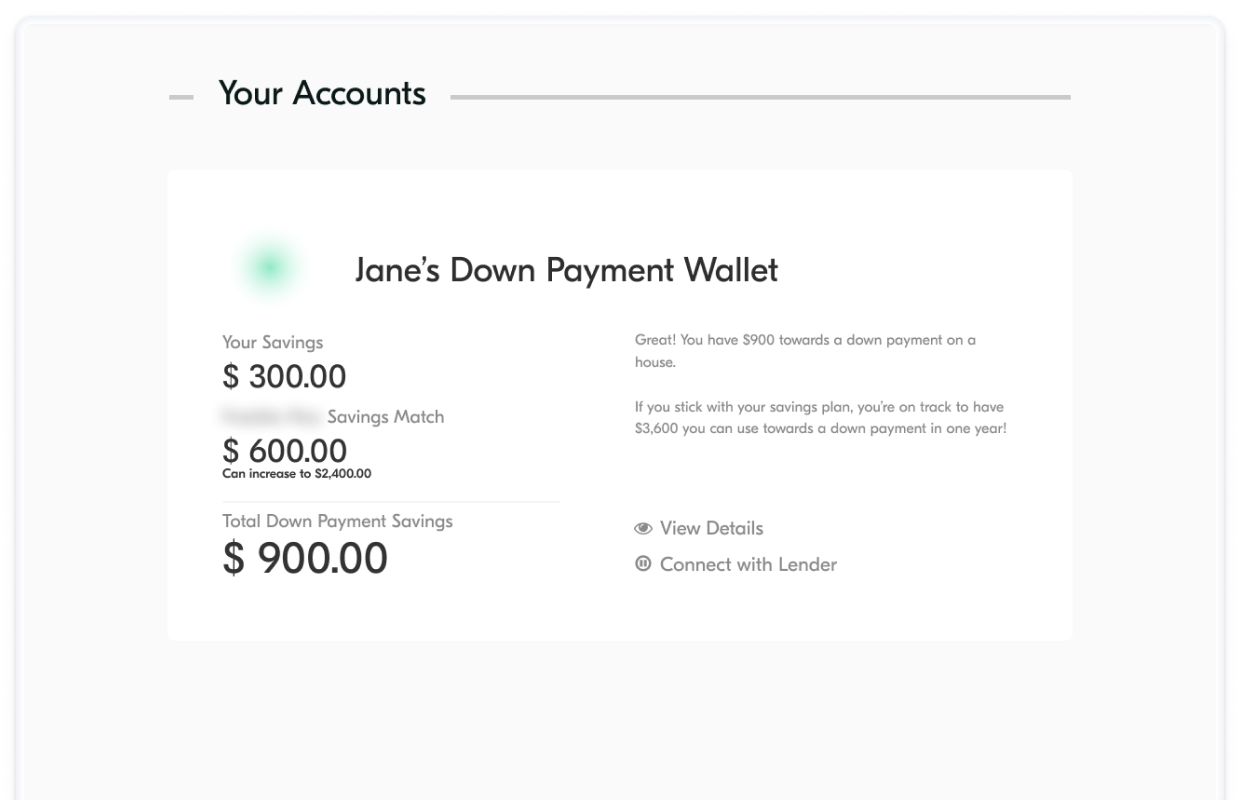 Your Accounts
Jane’s Down Payment Wallet
Your Savings
$ 300.00
Savings Match
$ 600.00
Can increase to $2,400.00
Total Down Payment Savings
$ 900.00
Great! You have $900 towards a down payment on a
house.
If you stick with your savings plan, you’re on track to have
$3,600 you can use towards a down payment in one year!
View Details
Connect with Lender